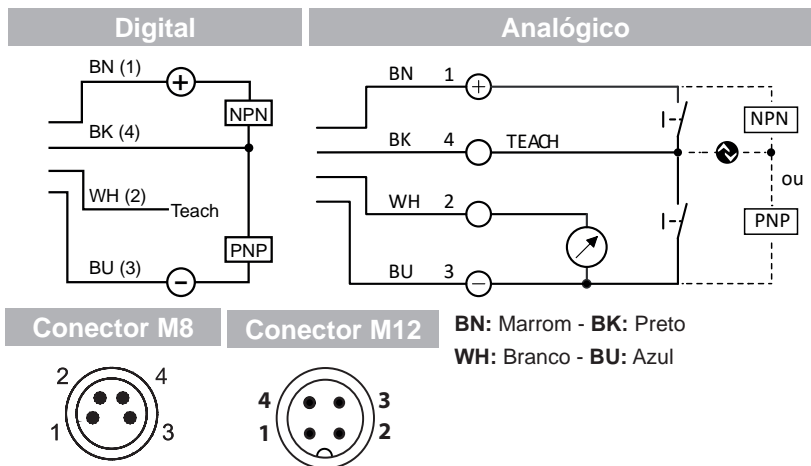 Digital
BN (1)
NPN
BK (4)
WH (2)
Teach
PNP
BU (3)
Analógico
BN 1
NPN
BK 4 TEACH
ou
WH 2
PNP
BU 3
Conector M8
2 4
1 3
Conector M12
4 3
1 2
BN: Marrom - BK: Preto
WH: Branco - BU: Azul